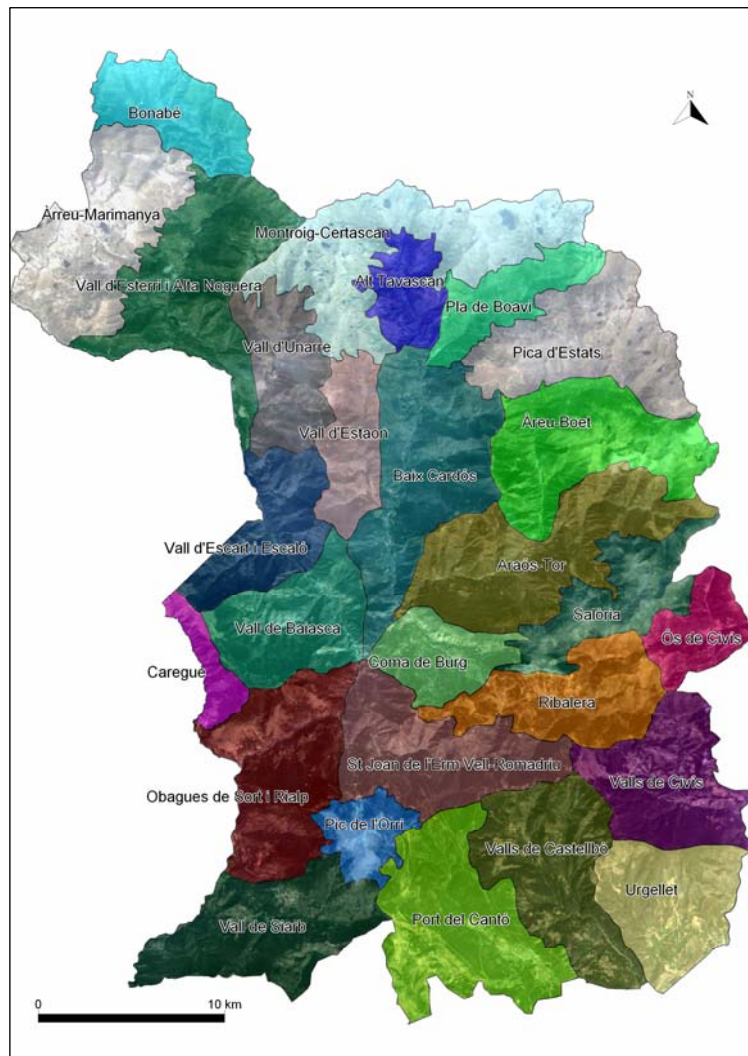 N
Bonabé
Àrreu-Marimanya
Montroig-Certascan
Vall d'Esterri i Alta Noguera
Alt Tavascan
Pla de Boavi
Vall d'Unarre
Pica d'Estats
Àreu-Boet
Vall d'Estaon
Baix Cardós
Vall d'Escart i Escaló
Araós-Tor
Salòria
Vall de Baiasca
Os de Civís
Coma de Burg
Caregue
Ribalera
St Joan de l'Erm Vell-Romadriu
Valls de Civís
Obagues de Sort i Rialp
Pic de l'Orri
Valls de Castellbò
Urgellet
Vall de Siarb
Port del Cantó
0
10 km